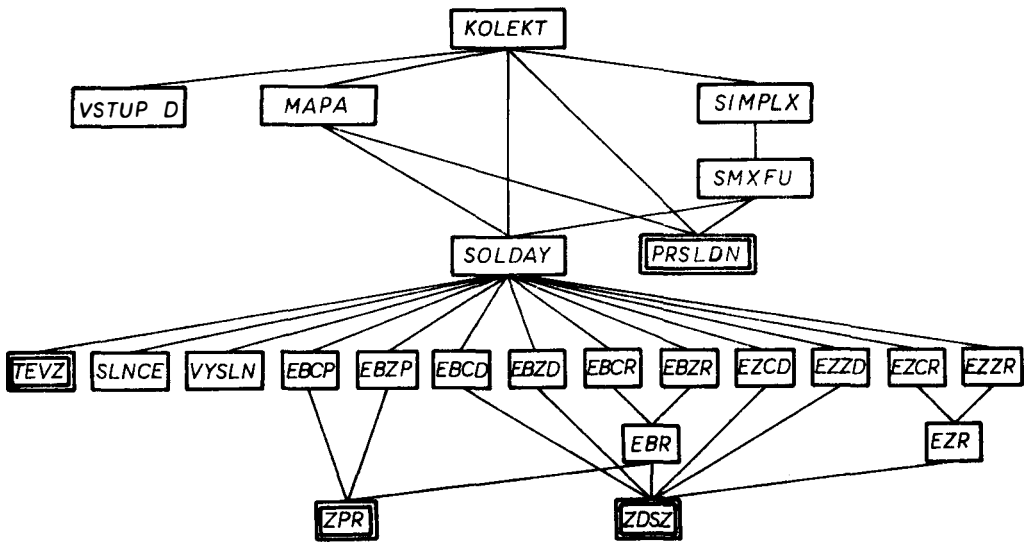 KOLEKT
VSTUP D
MAPA
SIMPLX
SMXFU
SOLDAY
PRSLDN
TEVZ
SLNCE
VYSLN
EBCP
EBZP
EBCD
EBZD
EBCR
EBZR
EZCD
EZZD
EZCR
EZZR
EBR
EZR
ZPR
ZDSZ